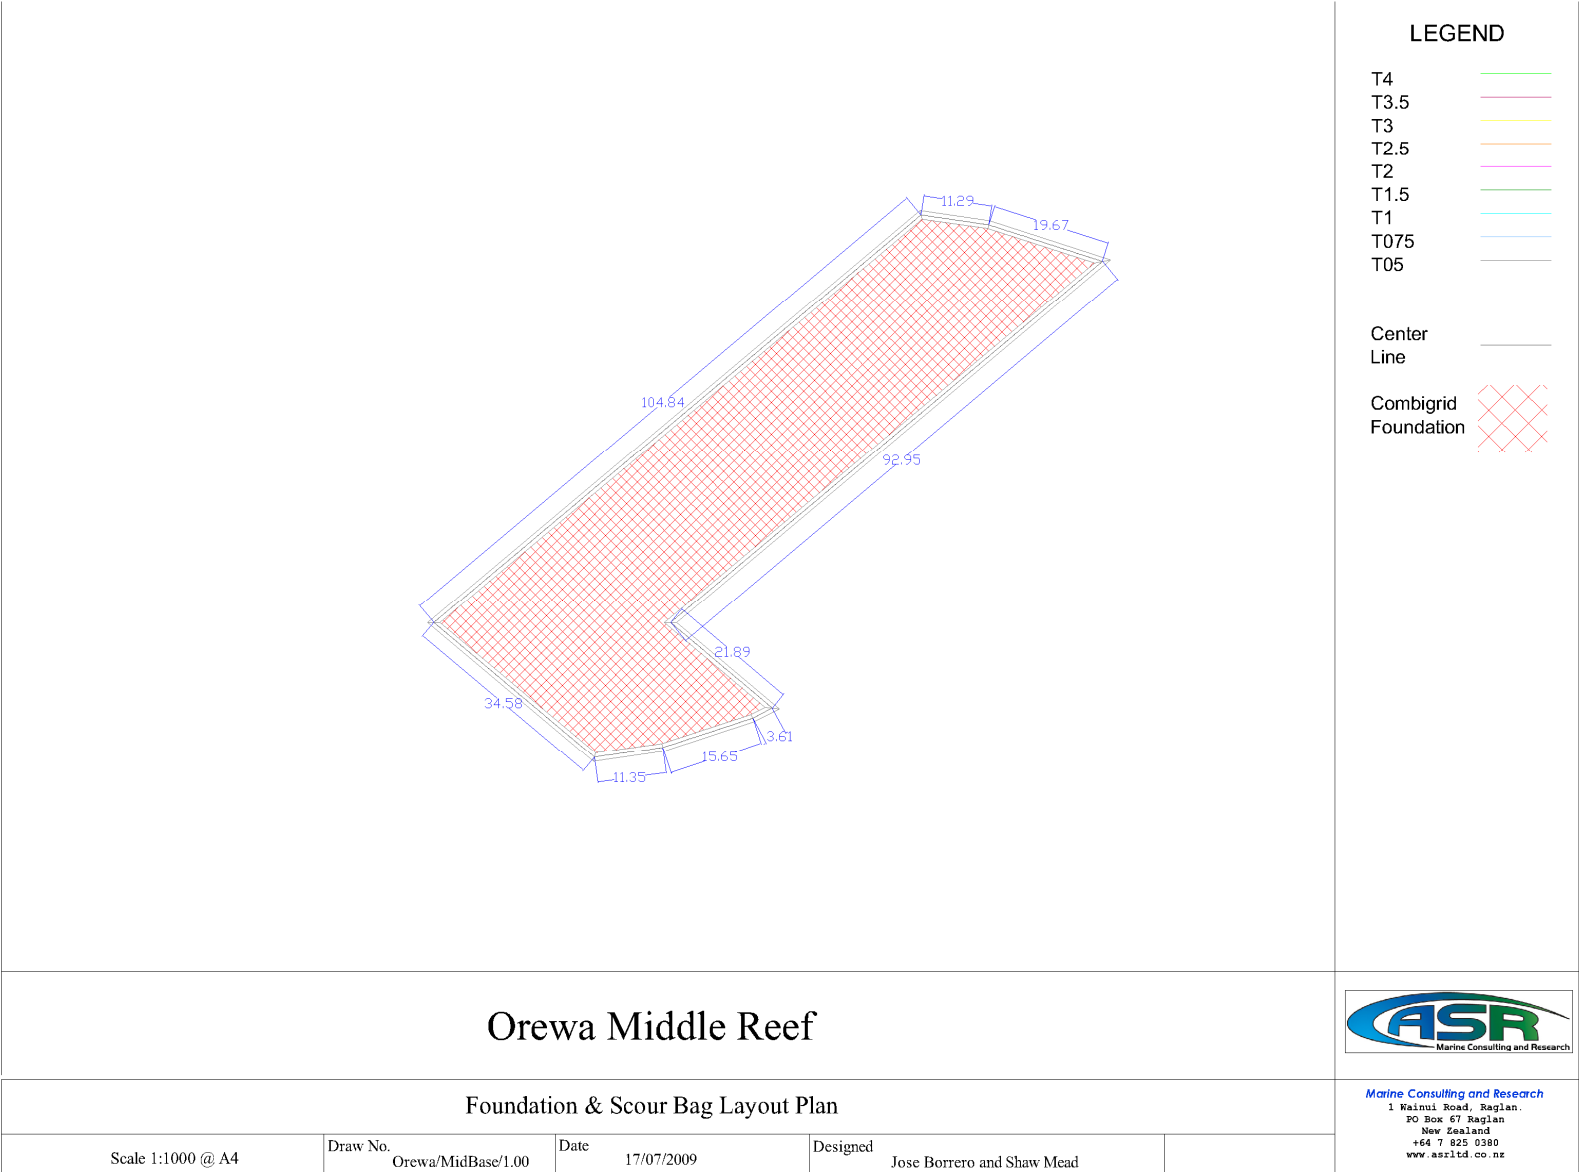 LEGEND
T4
T3.5
T3
T2.5
T2
T1.5
T1
T075
T05
Center
Line
Combigrid
Foundation
11.29
19.67
104.84
92.95
21.89
34.58
3.61
15.65
11.35
Orewa Middle Reef
ASR
Marine Consulting and Research
Foundation & Scour Bag Layout Plan
Marine Consulting and Research
1 Wainui Road, Raglan.
PO Box 67 Raglan
New Zealand
+64 7 825 0380
www.asrltd.co.nz
Scale 1:1000 @ A4
Draw No.
Orewa/MidBase/1.00
Date
17/07/2009
Designed
Jose Borrero and Shaw Mead